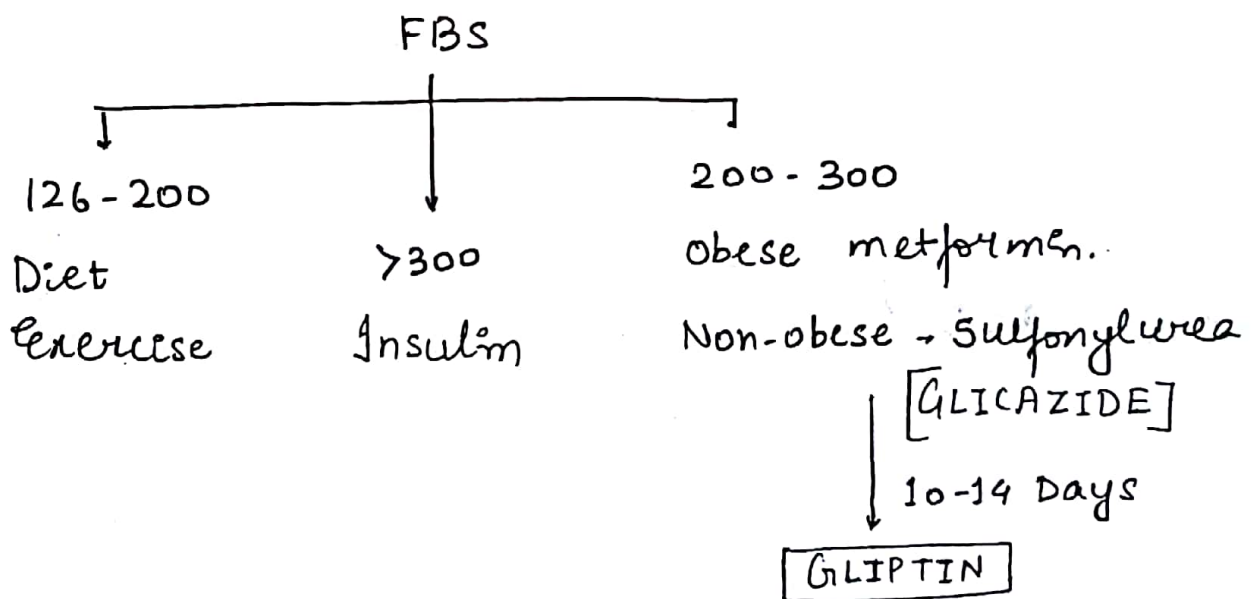 FBS
126-200
Diet
Exercise
>300
Insulin
200-300
Obese metformin.
Non-obese → Sulfonylurea
[GLICAZIDE]
10-14 Days
GLIPTIN